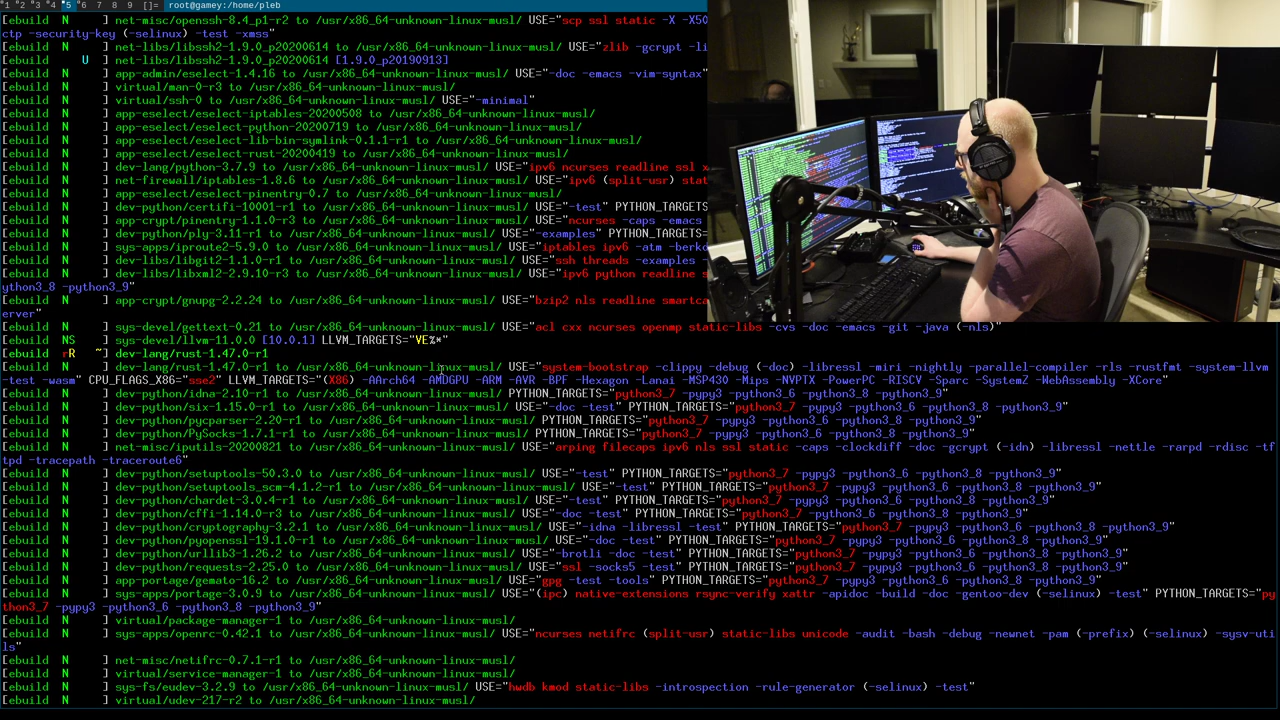 °1 °2 °3 °4 °5 °6 7 8 9 []= root@gamey:/home/pleb
[ebuild N ] net-misc/openssh-8.4_p1-r2 to /usr/x86_64-unknown-linux-musl/ USE="scp ssl static -X -X50
ctp -security-key (-selinux) -test -xmss"
[ebuild N ] net-libs/libssh2-1.9.0_p20200614 to /usr/x86_64-unknown-linux-musl/ USE="zlib -gcrypt -li
[ebuild U ] net-libs/libssh2-1.9.0_p20200614 [1.9.0_p20190913]
[ebuild N ] app-admin/eselect-1.4.16 to /usr/x86_64-unknown-linux-musl/ USE="-doc -emacs -vim-syntax"
[ebuild N ] virtual/man-0-r3 to /usr/x86_64-unknown-linux-musl/
[ebuild N ] virtual/ssh-0 to /usr/x86_64-unknown-linux-musl/ USE="-minimal"
[ebuild N ] app-eselect/eselect-iptables-20200508 to /usr/x86_64-unknown-linux-musl/
[ebuild N ] app-eselect/eselect-python-20200719 to /usr/x86_64-unknown-linux-musl/
[ebuild N ] app-eselect/eselect-lib-bin-symlink-0.1.1-r1 to /usr/x86_64-unknown-linux-musl/
[ebuild N ] app-eselect/eselect-rust-20200419 to /usr/x86_64-unknown-linux-musl/
[ebuild N ] dev-lang/python-3.7.9 to /usr/x86_64-unknown-linux-musl/ USE="ipv6 ncurses readline ssl x
[ebuild N ] net-firewall/iptables-1.8.6 to /usr/x86_64-unknown-linux-musl/ USE="ipv6 (split-usr) stat
[ebuild N ] app-eselect/eselect-pinentry-0.7 to /usr/x86_64-unknown-linux-musl/
[ebuild N ] dev-python/certifi-10001-r1 to /usr/x86_64-unknown-linux-musl/ USE="-test" PYTHON_TARGETS
[ebuild N ] app-crypt/pinentry-1.1.0-r3 to /usr/x86_64-unknown-linux-musl/ USE="ncurses -caps -emacs
[ebuild N ] dev-python/ply-3.11-r1 to /usr/x86_64-unknown-linux-musl/ USE="-examples" PYTHON_TARGETS=
[ebuild N ] sys-apps/iproute2-5.9.0 to /usr/x86_64-unknown-linux-musl/ USE="iptables ipv6 -atm -berk
[ebuild N ] dev-libs/libgit2-1.1.0-r1 to /usr/x86_64-unknown-linux-musl/ USE="ssh threads -examples -
[ebuild N ] dev-libs/libxml2-2.9.10-r3 to /usr/x86_64-unknown-linux-musl/ USE="ipv6 python readline s
ython3_8 -python3_9"
[ebuild N ] app-crypt/gnupg-2.2.24 to /usr/x86_64-unknown-linux-musl/ USE="bzip2 nls readline smartca
erver"
[ebuild N ] sys-devel/gettext-0.21 to /usr/x86_64-unknown-linux-musl/ USE="acl cxx ncurses openmp static-libs -cvs -doc -emacs -git -java (-nls)"
[ebuild NS ] sys-devel/llvm-11.0.0 [10.0.1] LLVM_TARGETS="VE%*"
[ebuild rR ~] dev-lang/rust-1.47.0-r1
[ebuild N ] dev-lang/rust-1.47.0-r1 to /usr/x86_64-unknown-linux-musl/ USE="system-bootstrap -clippy -debug (-doc) -libressl -miri -nightly -parallel-compiler -rls -rustfmt -system-llvm
-test -wasm" CPU_FLAGS_X86="sse2" LLVM_TARGETS="(X86) -AArch64 -AMDGPU -ARM -AVR -BPF -Hexagon -Lanai -MSP430 -Mips -NVPTX -PowerPC -RISCV -Sparc -SystemZ -WebAssembly -XCore"
[ebuild N ] dev-python/idna-2.10-r1 to /usr/x86_64-unknown-linux-musl/ PYTHON_TARGETS="python3_7 -pypy3 -python3_6 -python3_8 -python3_9"
[ebuild N ] dev-python/six-1.15.0-r1 to /usr/x86_64-unknown-linux-musl/ USE="-doc -test" PYTHON_TARGETS="python3_7 -pypy3 -python3_6 -python3_8 -python3_9"
[ebuild N ] dev-python/pycparser-2.20-r1 to /usr/x86_64-unknown-linux-musl/ USE="-test" PYTHON_TARGETS="python3_7 -pypy3 -python3_6 -python3_8 -python3_9"
[ebuild N ] dev-python/PySocks-1.7.1-r1 to /usr/x86_64-unknown-linux-musl/ PYTHON_TARGETS="python3_7 -pypy3 -python3_6 -python3_8 -python3_9"
[ebuild N ] net-misc/iputils-20200821 to /usr/x86_64-unknown-linux-musl/ USE="arping filecaps ipv6 nls ssl static -caps -clockdiff -doc -gcrypt (-idn) -libressl -nettle -rarpd -rdisc -tf
tpd -tracepath -traceroute6"
[ebuild N ] dev-python/setuptools-50.3.0 to /usr/x86_64-unknown-linux-musl/ USE="-test" PYTHON_TARGETS="python3_7 -pypy3 -python3_6 -python3_8 -python3_9"
[ebuild N ] dev-python/setuptools_scm-4.1.2-r1 to /usr/x86_64-unknown-linux-musl/ USE="-test" PYTHON_TARGETS="python3_7 -pypy3 -python3_6 -python3_8 -python3_9"
[ebuild N ] dev-python/chardet-3.0.4-r1 to /usr/x86_64-unknown-linux-musl/ USE="-test" PYTHON_TARGETS="python3_7 -pypy3 -python3_6 -python3_8 -python3_9"
[ebuild N ] dev-python/cffi-1.14.0-r3 to /usr/x86_64-unknown-linux-musl/ USE="-doc -test" PYTHON_TARGETS="python3_7 -pypy3 -python3_6 -python3_8 -python3_9"
[ebuild N ] dev-python/cryptography-3.2.1 to /usr/x86_64-unknown-linux-musl/ USE="-idna -libressl -test" PYTHON_TARGETS="python3_7 -pypy3 -python3_6 -python3_8 -python3_9"
[ebuild N ] dev-python/pyopenssl-19.1.0-r1 to /usr/x86_64-unknown-linux-musl/ USE="-doc -test" PYTHON_TARGETS="python3_7 -pypy3 -python3_6 -python3_8 -python3_9"
[ebuild N ] dev-python/urllib3-1.26.2 to /usr/x86_64-unknown-linux-musl/ USE="-brotli -doc -test" PYTHON_TARGETS="python3_7 -pypy3 -python3_6 -python3_8 -python3_9"
[ebuild N ] dev-python/requests-2.25.0 to /usr/x86_64-unknown-linux-musl/ USE="ssl -socks5 -test" PYTHON_TARGETS="python3_7 -pypy3 -python3_6 -python3_8 -python3_9"
[ebuild N ] app-portage/gemato-16.2 to /usr/x86_64-unknown-linux-musl/ USE="gpg -test -tools" PYTHON_TARGETS="python3_7 -pypy3 -python3_6 -python3_8 -python3_9"
[ebuild N ] sys-apps/portage-3.0.9 to /usr/x86_64-unknown-linux-musl/ USE="(ipc) native-extensions rsync-verify xattr -apidoc -build -doc -gentoo-dev (-selinux) -test" PYTHON_TARGETS="py
thon3_7 -pypy3 -python3_6 -python3_8 -python3_9"
[ebuild N ] virtual/package-manager-1 to /usr/x86_64-unknown-linux-musl/
[ebuild N ] sys-apps/openrc-0.42.1 to /usr/x86_64-unknown-linux-musl/ USE="ncurses netifrc (split-usr) static-libs unicode -audit -bash -debug -newnet -pam (-prefix) (-selinux) -sysv-uti
ls"
[ebuild N ] net-misc/netifrc-0.7.1-r1 to /usr/x86_64-unknown-linux-musl/
[ebuild N ] virtual/service-manager-1 to /usr/x86_64-unknown-linux-musl/
[ebuild N ] sys-fs/eudev-3.2.9 to /usr/x86_64-unknown-linux-musl/ USE="hwdb kmod static-libs -introspection -rule-generator (-selinux) -test"
[ebuild N ] virtual/udev-217-r2 to /usr/x86_64-unknown-linux-musl/